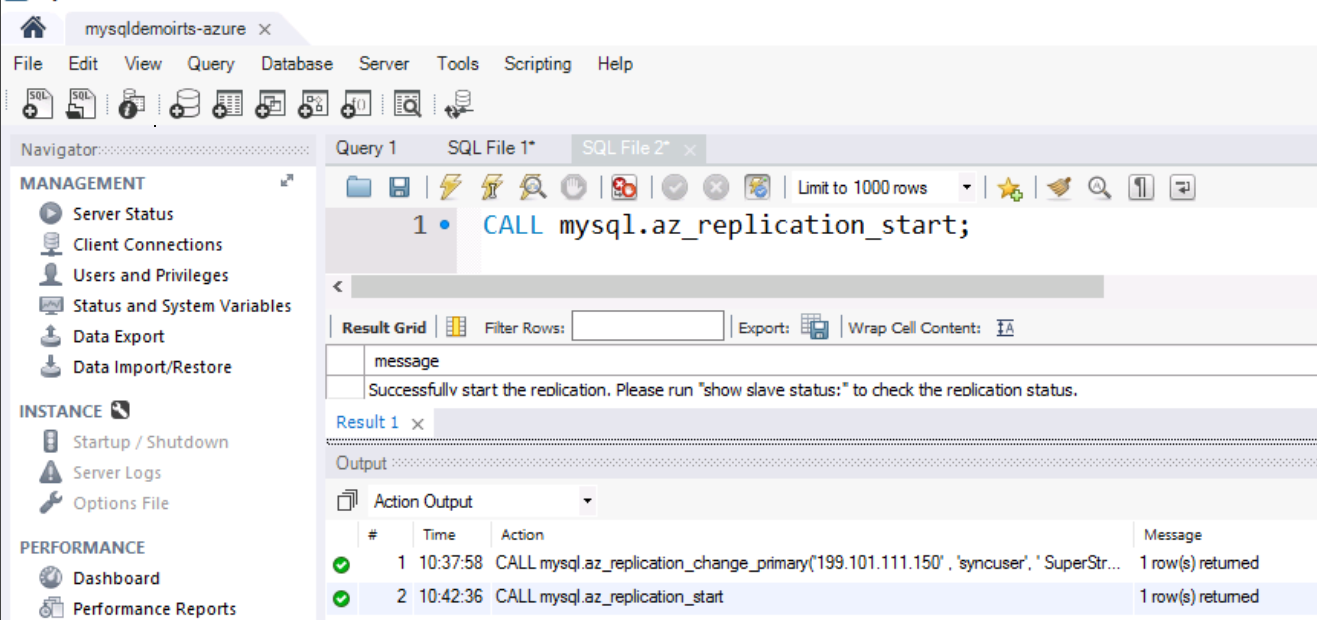 mysqldemoirts-azure ×
File Edit View Query Database Server Tools Scripting Help
SQL SQL
Navigator
MANAGEMENT
Server Status
Client Connections
Users and Privileges
Status and System Variables
Data Export
Data Import/Restore
INSTANCE
Startup / Shutdown
Server Logs
Options File
PERFORMANCE
Dashboard
Performance Reports
Query 1 SQL File 1* SQL File 2* ×
Limit to 1000 rows
1 CALL mysql.az_replication_start;
Result Grid Filter Rows: Export: Wrap Cell Content:
message
Successfully start the replication. Please run "show slave status;" to check the replication status.
Result 1 ×
Output
Action Output
# Time Action Message
1 10:37:58 CALL mysql.az_replication_change_primary('199.101.111.150' , 'syncuser', ' SuperStr... 1 row(s) returned
2 10:42:36 CALL mysql.az_replication_start 1 row(s) returned